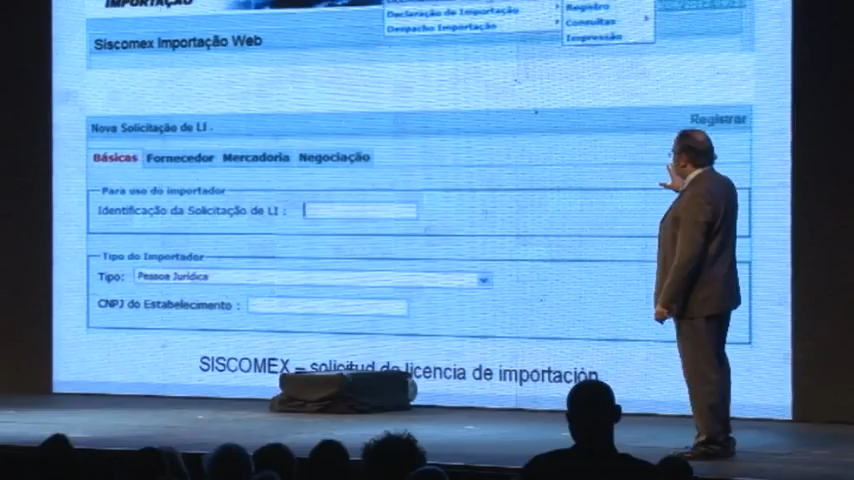 IMPORTAÇÃO
Declaração de Importação
Despacho Importação
Registro
Consultas
Impressão
Siscomex Importação Web
Nova Solicitação de LI .
Registrar
Básicas Fornecedor Mercadoria Negociação
Para uso do importador
Identificação da Solicitação de LI :
Tipo do Importador
Tipo: Pessoa Jurídica
CNPJ do Estabelecimento :
SISCOMEX – solicitud de licencia de importación